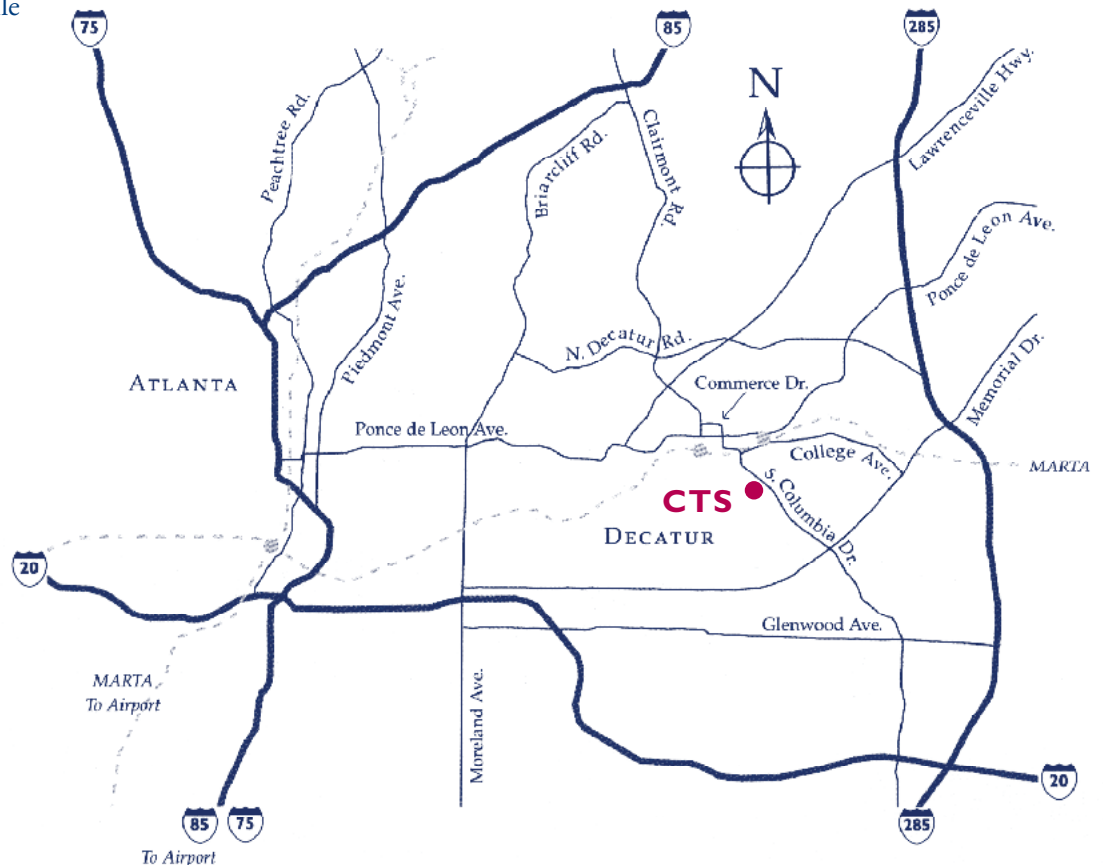 le
75
85
285
N
Lawrenceville Hwy.
Peachtree Rd.
Briarcliff Rd.
Clairmont Rd.
Ponce de Leon Ave.
Piedmont Ave.
N. Decatur Rd.
Memorial Dr.
ATLANTA
Commerce Dr.
Ponce de Leon Ave.
College Ave.
MARTA
CTS
S. Columbia Dr.
DECATUR
20
Glenwood Ave.
MARTA
To Airport
Moreland Ave.
20
85
75
285
To Airport